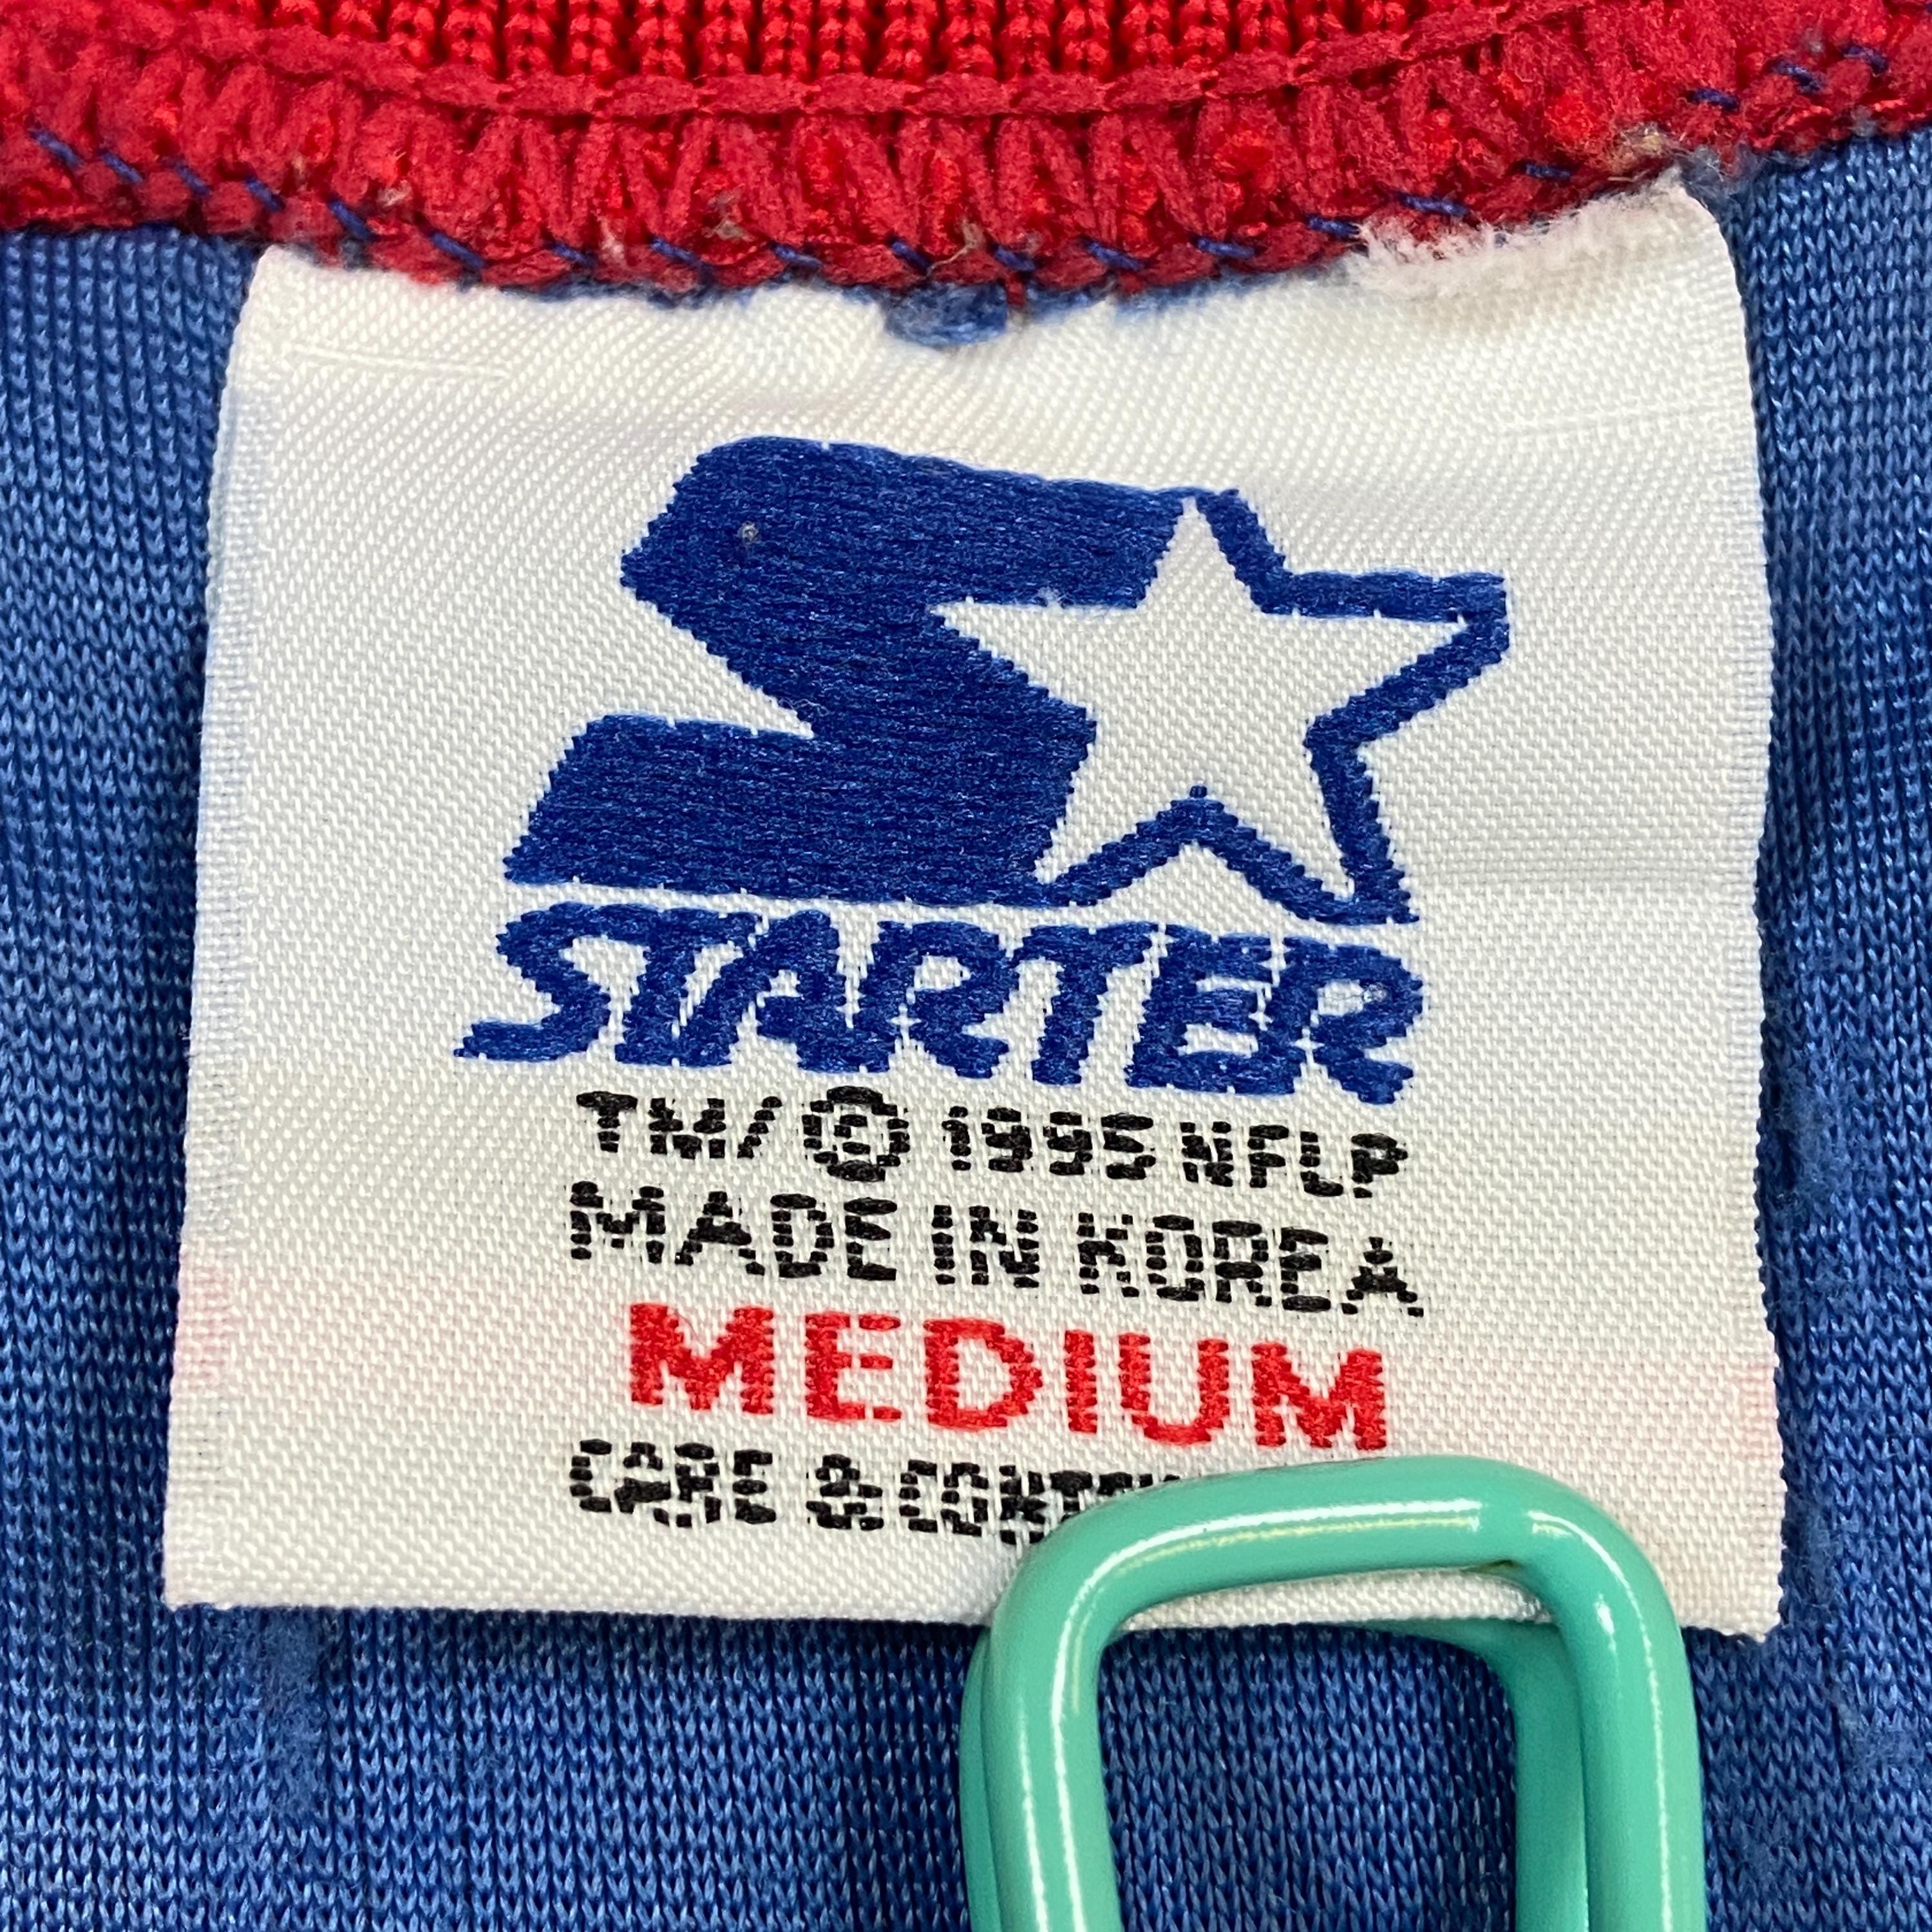 STARTER
TM/© 1995 NFLP
MADE IN KOREA
MEDIUM
CARE &